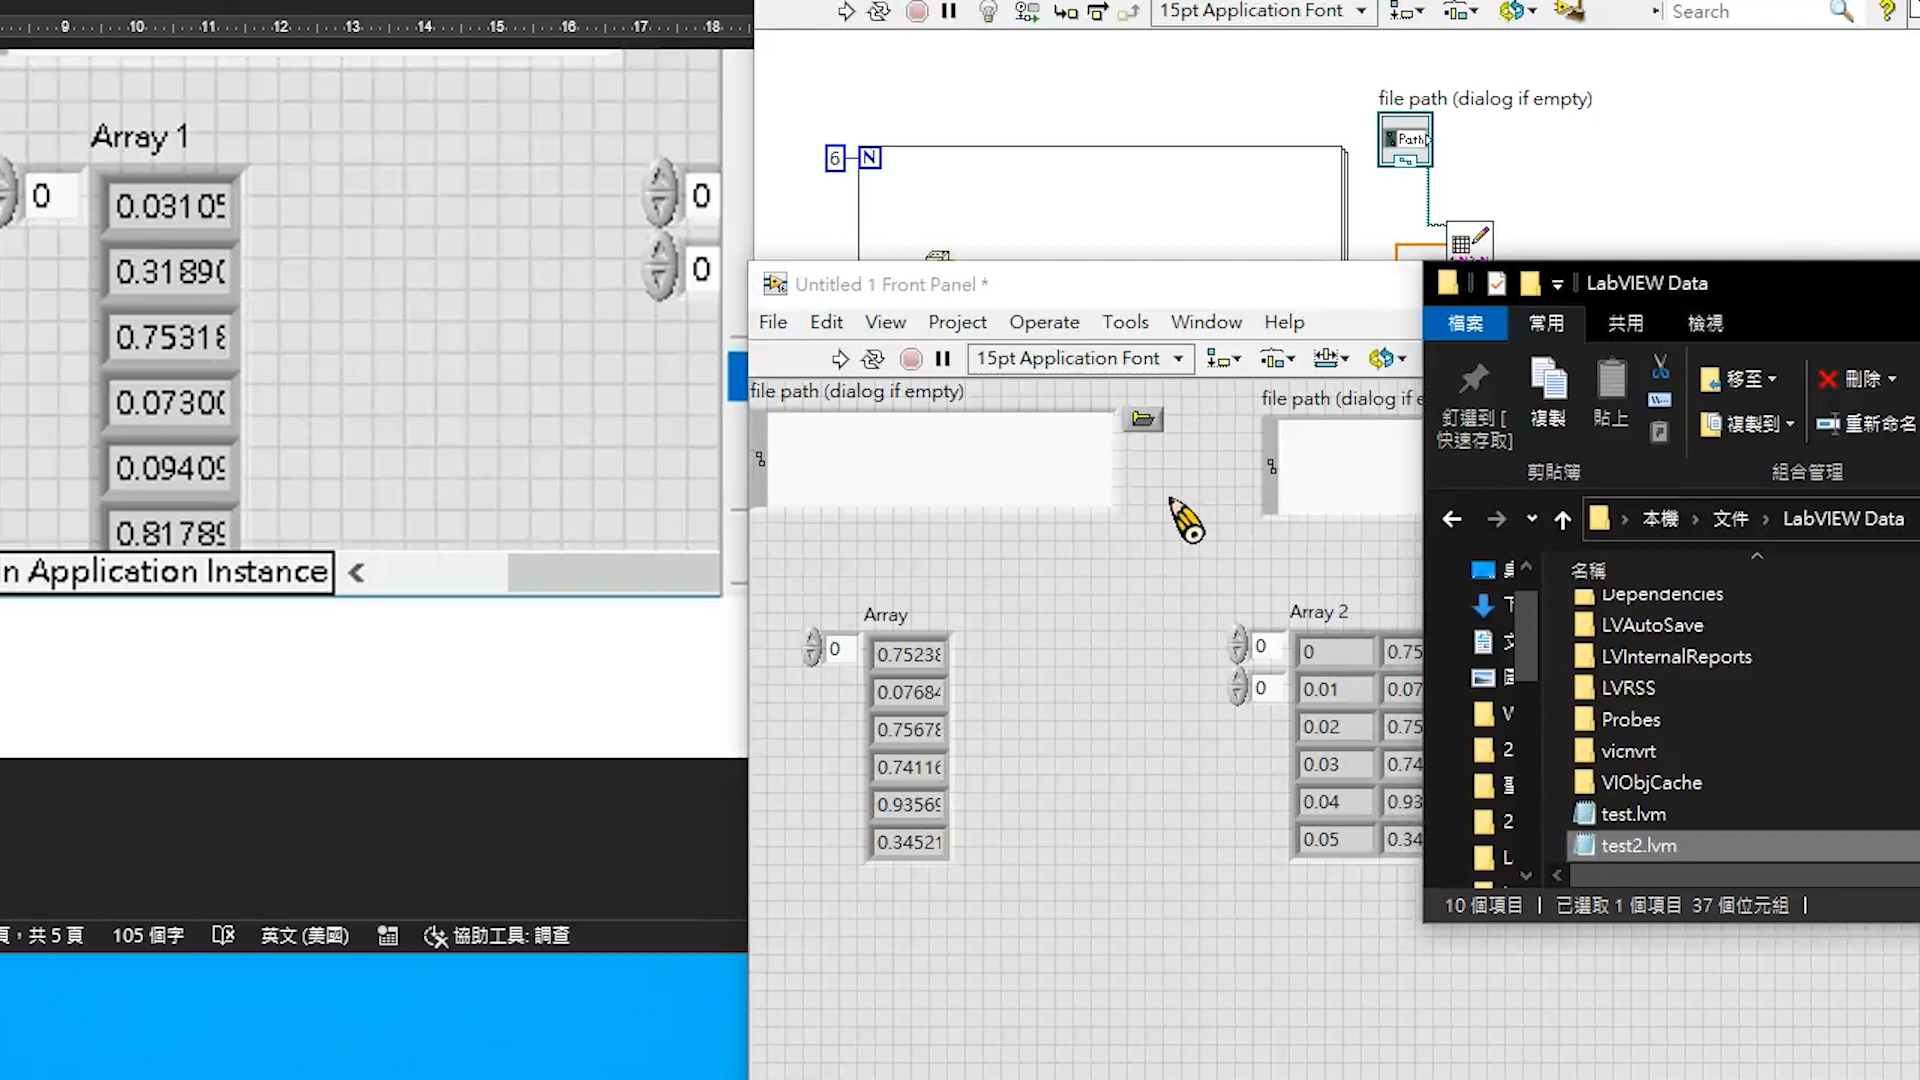 9 10 11 12 13 14 15 16 17 18
Array 1
0
0.03105
0.31890
0.75318
0.07300
0.09409
0.81789
0
0
in Application Instance
頁，共 5 頁 105 個字 英文 (美國) 協助工具: 調查
15pt Application Font
Search
file path (dialog if empty)
Path
6 N
Untitled 1 Front Panel *
File Edit View Project Operate Tools Window Help
15pt Application Font
file path (dialog if empty)
file path (dialog if e
Array
0
0.75238
0.07684
0.75678
0.74116
0.93569
0.34521
Array 2
0
0
0 0.75
0.01 0.07
0.02 0.75
0.03 0.74
0.04 0.93
0.05 0.34
LabVIEW Data
檔案 常用 共用 檢視
釘選到 [
快速存取]
複製
貼上
移至
複製到
刪除
重新命名
剪貼簿
組合管理
本機 文件 LabVIEW Data
名稱
Dependencies
LVAutoSave
LVInternalReports
LVRSS
Probes
vicnvrt
VIObjCache
test.lvm
test2.lvm
10 個項目 已選取 1 個項目 37 個位元組